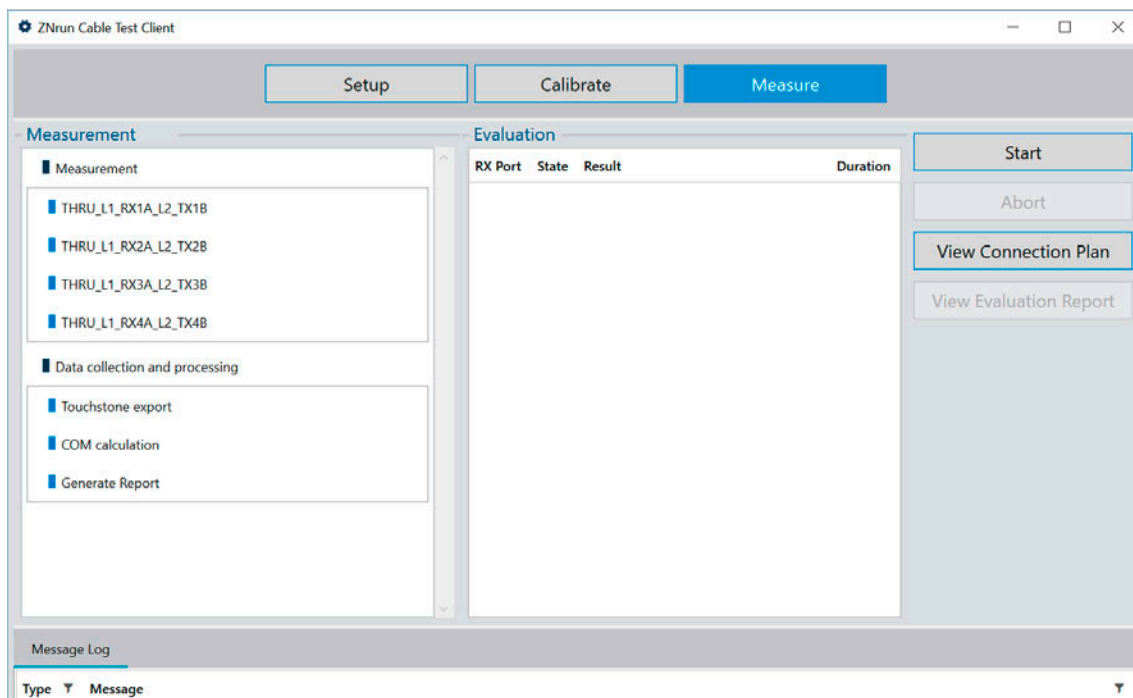 ZNrun Cable Test Client
Setup
Calibrate
Measure
Measurement
Measurement
THRU_L1_RX1A_L2_TX1B
THRU_L1_RX2A_L2_TX2B
THRU_L1_RX3A_L2_TX3B
THRU_L1_RX4A_L2_TX4B
Data collection and processing
Touchstone export
COM calculation
Generate Report
Evaluation
RX Port State Result Duration
Start
Abort
View Connection Plan
View Evaluation Report
Message Log
Type Message